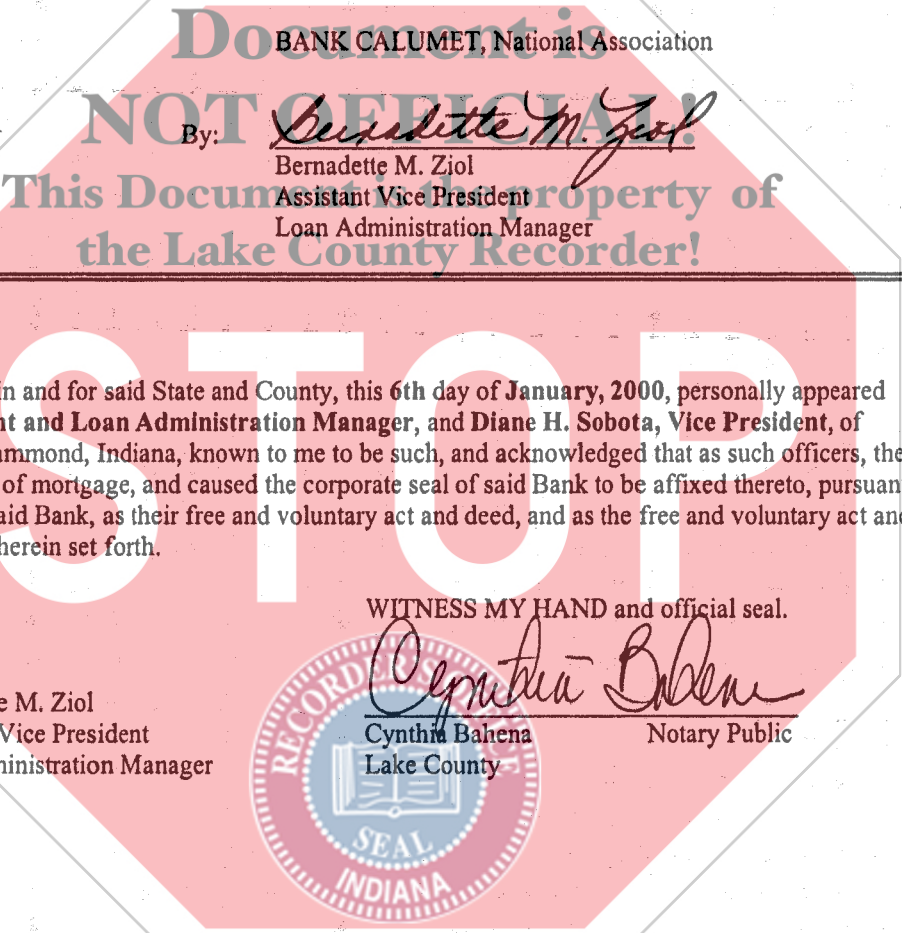 Document is
BANK CALUMET, National Association
NOT OFFICIAL!
By: Bernadette M. Ziol
Bernadette M. Ziol
This Document is the property of
Assistant Vice President
Loan Administration Manager
the Lake County Recorder!
STOP
in and for said State and County, this 6th day of January, 2000, personally appeared
nt and Loan Administration Manager, and Diane H. Sobota, Vice President, of
ammond, Indiana, known to me to be such, and acknowledged that as such officers, the
of mortgage, and caused the corporate seal of said Bank to be affixed thereto, pursuan
aid Bank, as their free and voluntary act and deed, and as the free and voluntary act an
herein set forth.
WITNESS MY HAND and official seal.
Cynthia Bahena
e M. Ziol
Vice President
Cynthia Bahena Notary Public
ministration Manager
Lake County
RECORDER'S OFFICE
SEAL
INDIANA